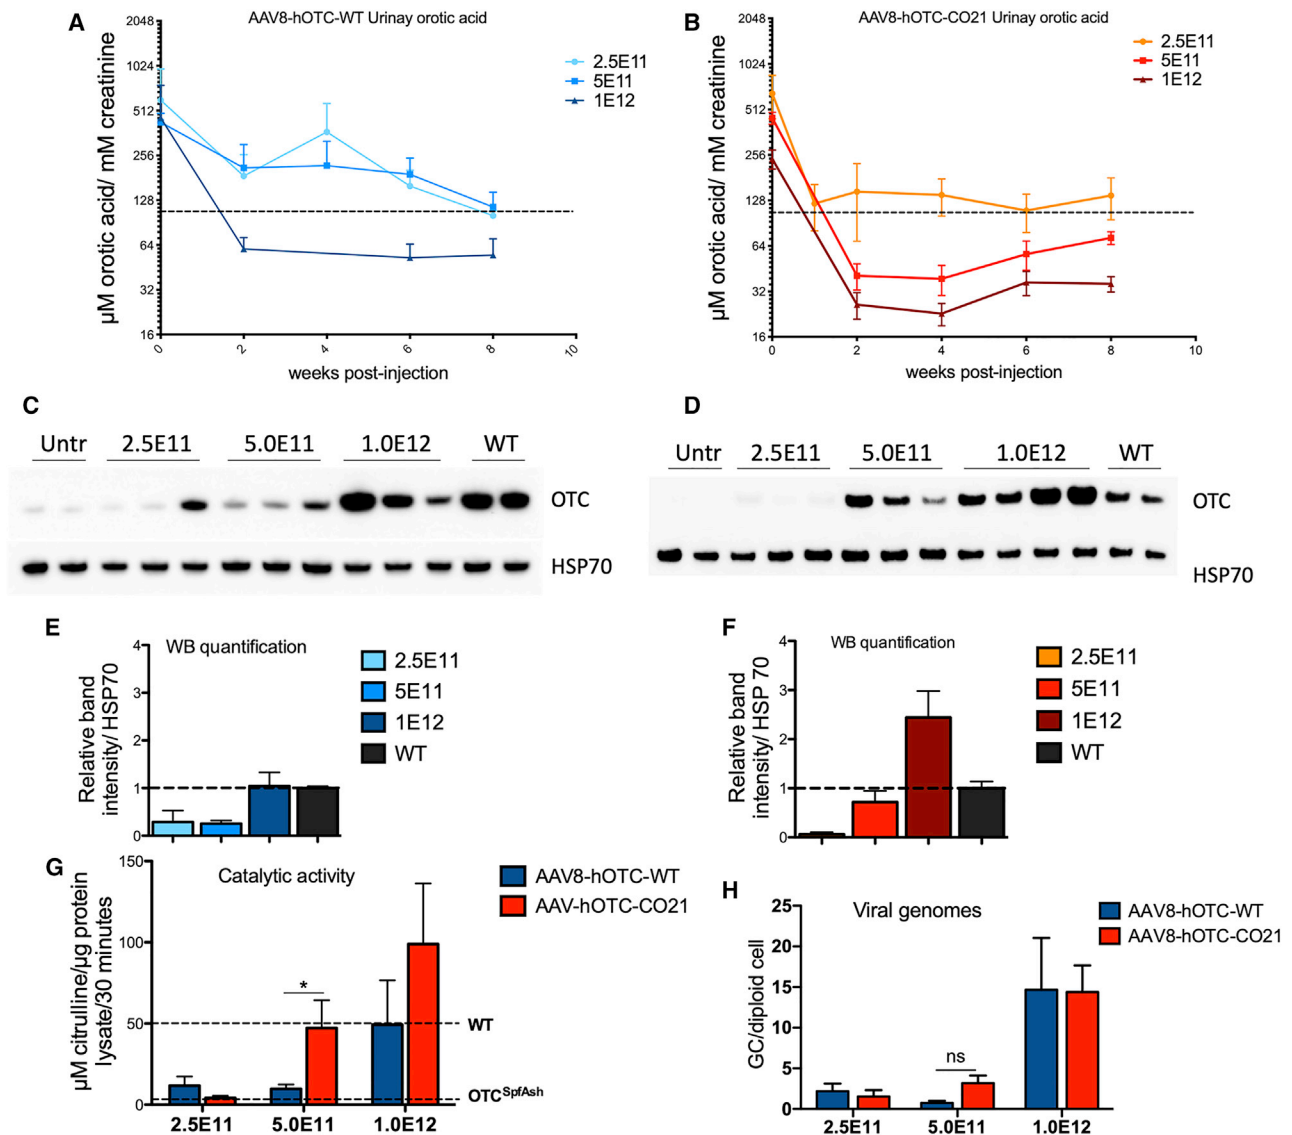 A
AAV8-hOTC-WT Urinay orotic acid
µM orotic acid/ mM creatinine
2048
1024
512
256
128
64
32
16
0
2
4
6
8
10
weeks post-injection
2.5E11
5E11
1E12
B
AAV8-hOTC-CO21 Urinay orotic acid
µM orotic acid/ mM creatinine
2048
1024
512
256
128
64
32
16
0
2
4
6
8
10
weeks post-injection
2.5E11
5E11
1E12
C
Untr 2.5E11 5.0E11 1.0E12 WT
OTC
HSP70
D
Untr 2.5E11 5.0E11 1.0E12 WT
OTC
HSP70
E
WB quantification
Relative band
intensity/ HSP70
4
3
2
1
0
2.5E11
5E11
1E12
WT
F
WB quantification
Relative band
intensity/ HSP 70
4
3
2
1
0
2.5E11
5E11
1E12
WT
G
Catalytic activity
µM citrulline/µg protein
lysate/30 minutes
150
100
50
0
*
WT
OTCSpfAsh
2.5E11 5.0E11 1.0E12
AAV8-hOTC-WT
AAV-hOTC-CO21
H
Viral genomes
GC/diploid cell
25
20
15
10
5
0
ns
2.5E11 5.0E11 1.0E12
AAV8-hOTC-WT
AAV8-hOTC-CO21